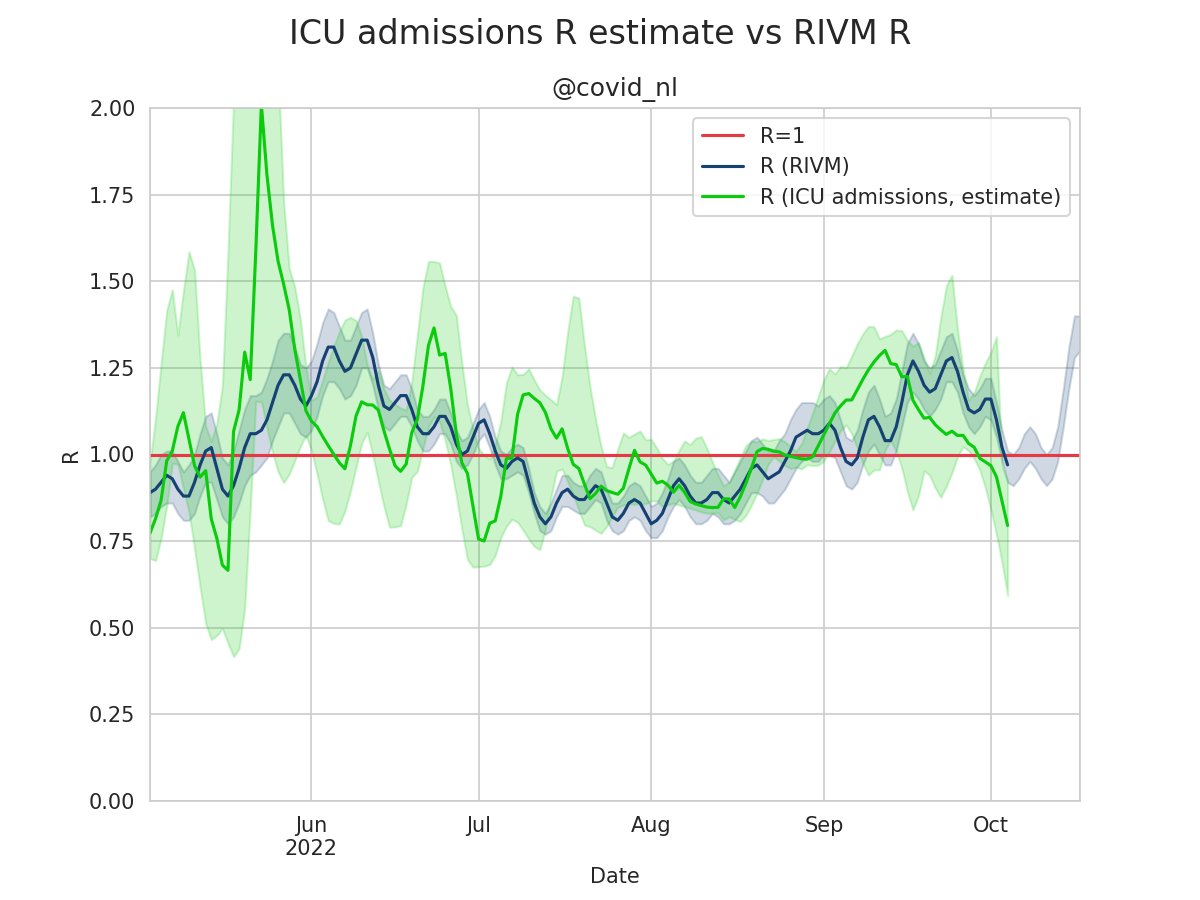 ICU admissions R estimate vs RIVM R
@covid_nl
R=1
R (RIVM)
R (ICU admissions, estimate)
2.00
1.75
1.50
1.25
1.00
0.75
0.50
0.25
0.00
R
Jun
2022
Jul
Aug
Sep
Oct
Date